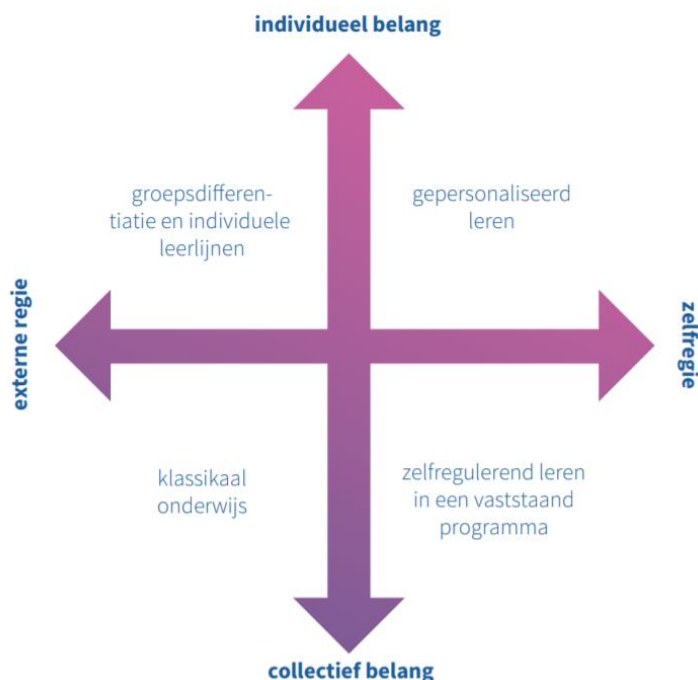 individueel belang
groepsdifferen-
tiatie en individuele
leerlijnen
gepersonaliseerd
leren
externe regie
zelfregie
klassikaal
onderwijs
zelfregulerend leren
in een vaststaand
programma
collectief belang